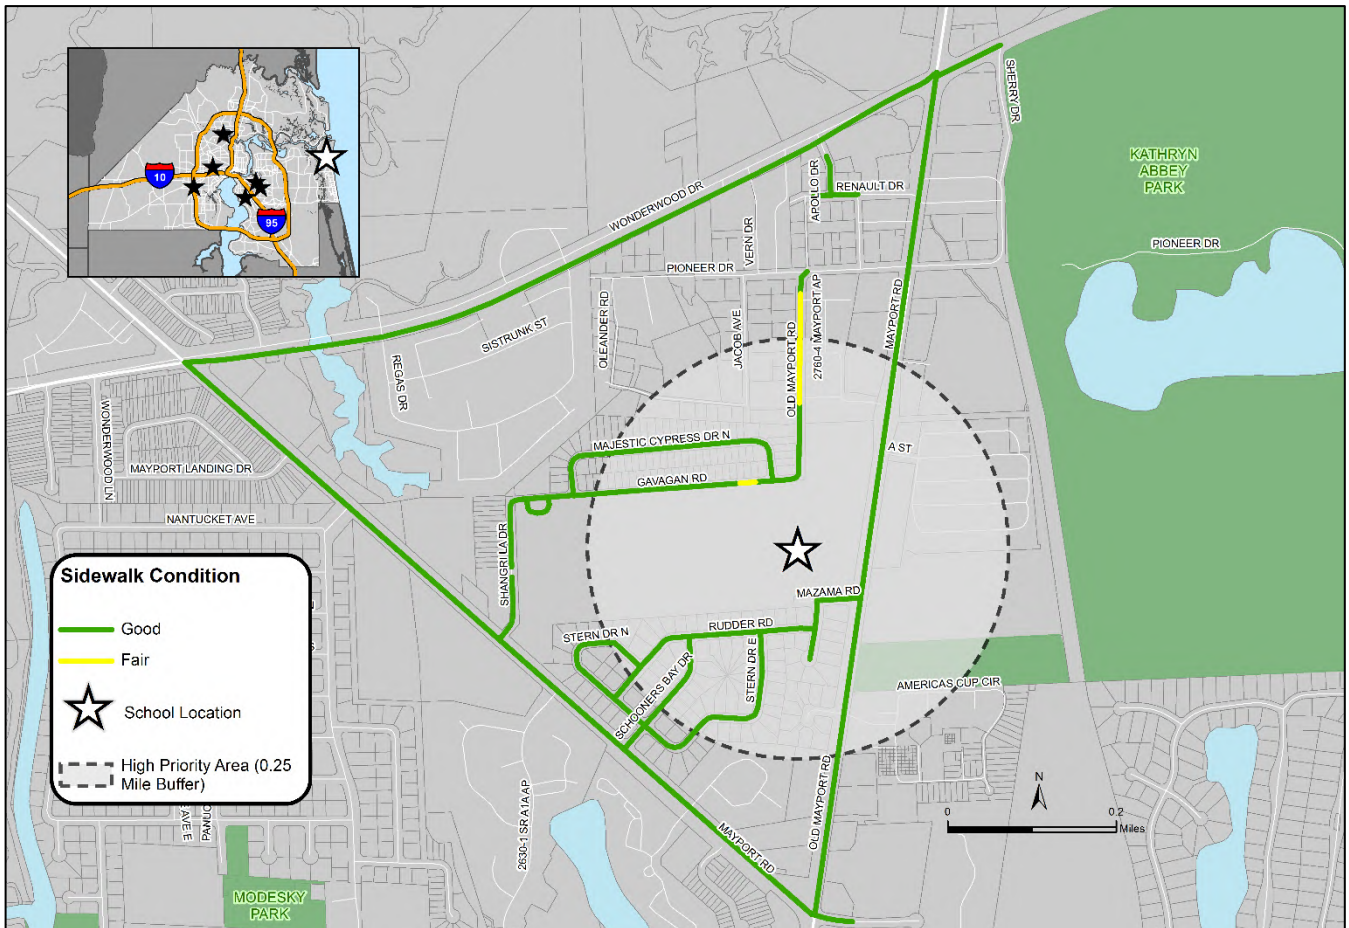 SHERRY DR
KATHRYN
ABBEY
PARK
10
95
WONDERWOOD DR
APOLLO DR
RENAULT DR
VERN DR
PIONEER DR
PIONEER DR
OLEANDER RD
JACOB AVE
OLD MAYPORT RD
2760-4 MAYPORT AP
MAYPORT RD
SISTRUNK ST
REGAS DR
WONDERWOOD LN
MAYPORT LANDING DR
MAJESTIC CYPRESS DR N
A ST
GAVAGAN RD
NANTUCKET AVE
SHANGRI LA DR
MAZAMA RD
RUDDER RD
STERN DR N
STERN DR E
SCHOONERS BAY DR
AMERICAS CUP CIR
Sidewalk Condition
Good
Fair
School Location
High Priority Area (0.25
Mile Buffer)
AVE E
PANUC
2630-1 SR A1A AP
MAYPORT RD
OLD MAYPORT RD
N
0
0.2
Miles
MODESKY
PARK